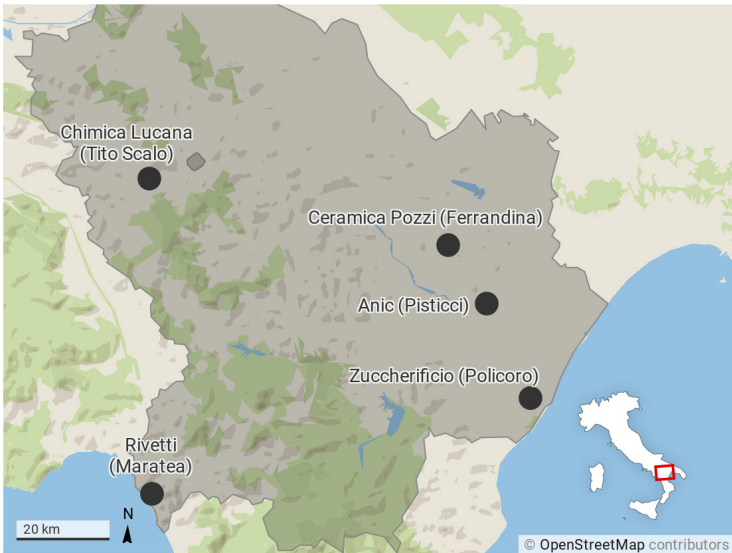 Chimica Lucana
(Tito Scalo)
Ceramica Pozzi (Ferrandina)
Anic (Pisticci)
Zuccherificio (Policoro)
Rivetti
(Maratea)
20 km
N
© OpenStreetMap contributors